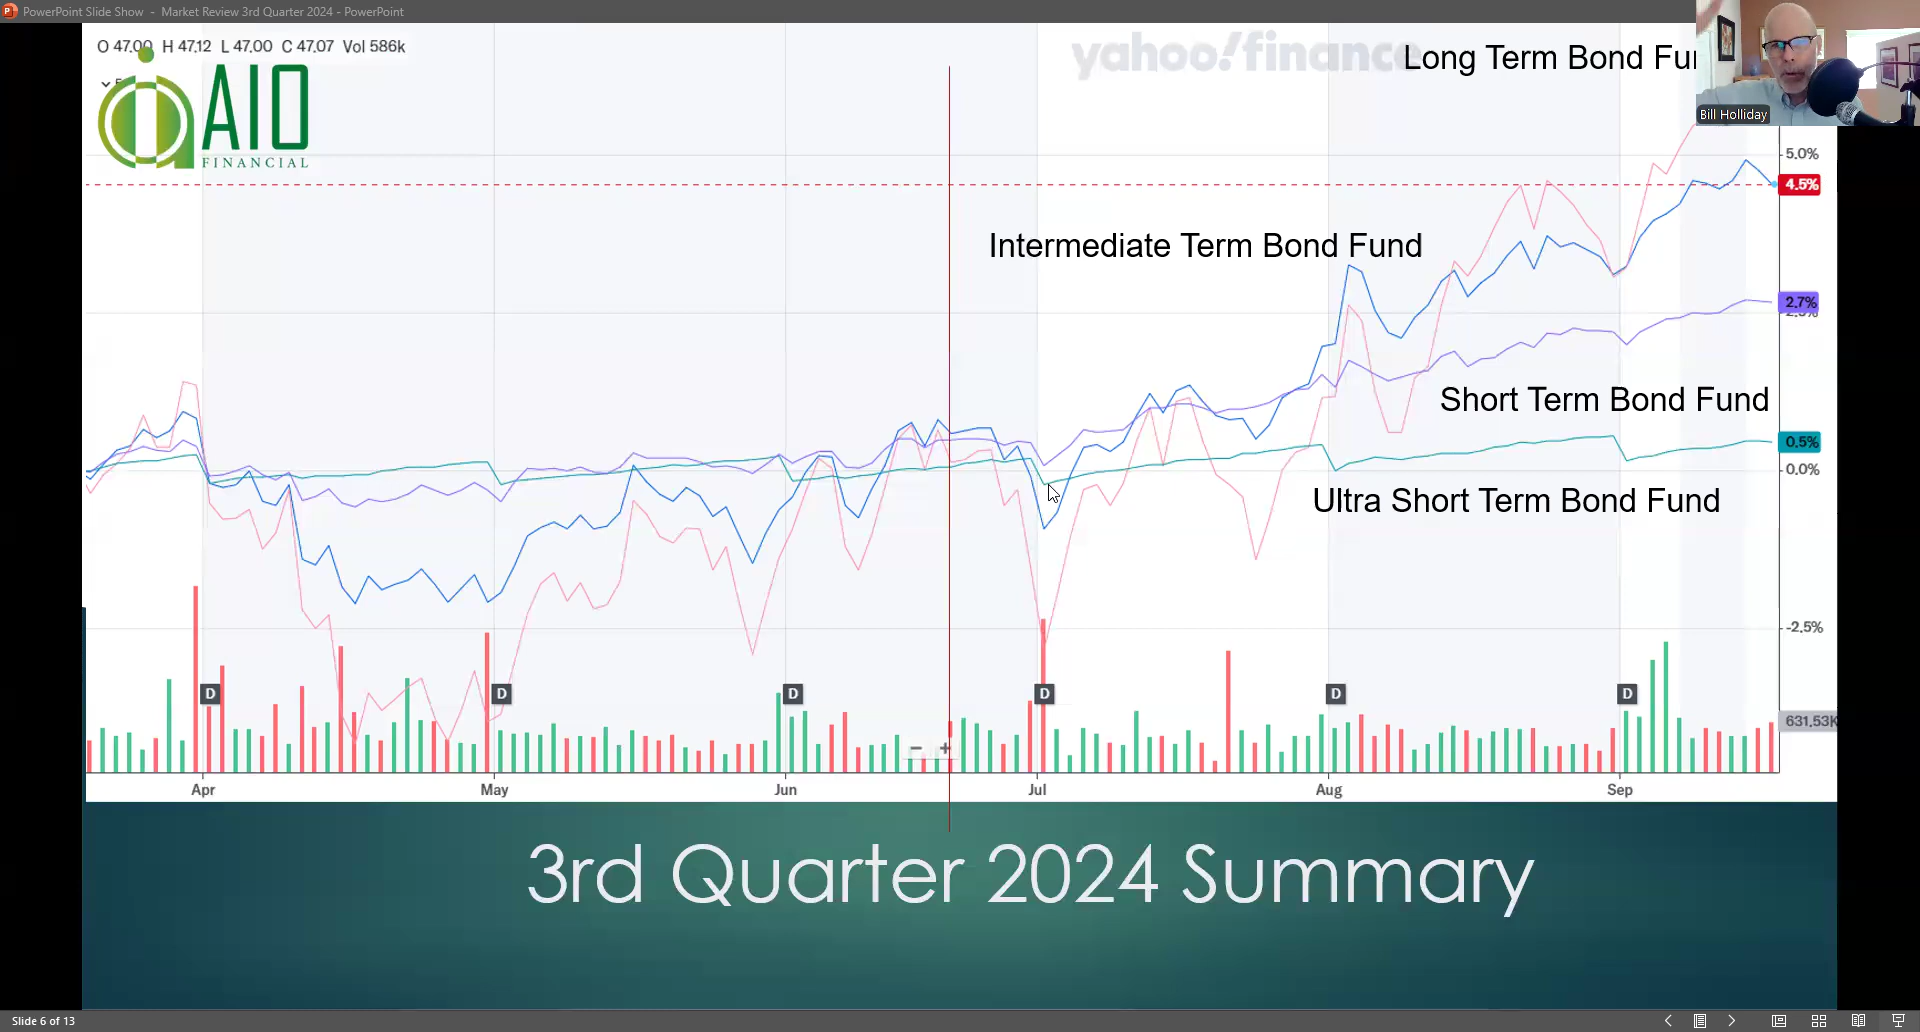 PowerPoint Slide Show - Market Review 3rd Quarter 2024 - PowerPoint
O 47.00 H 47.12 L 47.00 C 47.07 Vol 586k
yahoo!finance
Long Term Bond
Bill Holliday
AIO
FINANCIAL
5.0%
4.5%
Intermediate Term Bond Fund
2.7%
2.5%
Short Term Bond Fund
0.5%
0.0%
Ultra Short Term Bond Fund
-2.5%
D D D D D D
631.53K
Apr May Jun Jul Aug Sep
3rd Quarter 2024 Summary
Slide 6 of 13